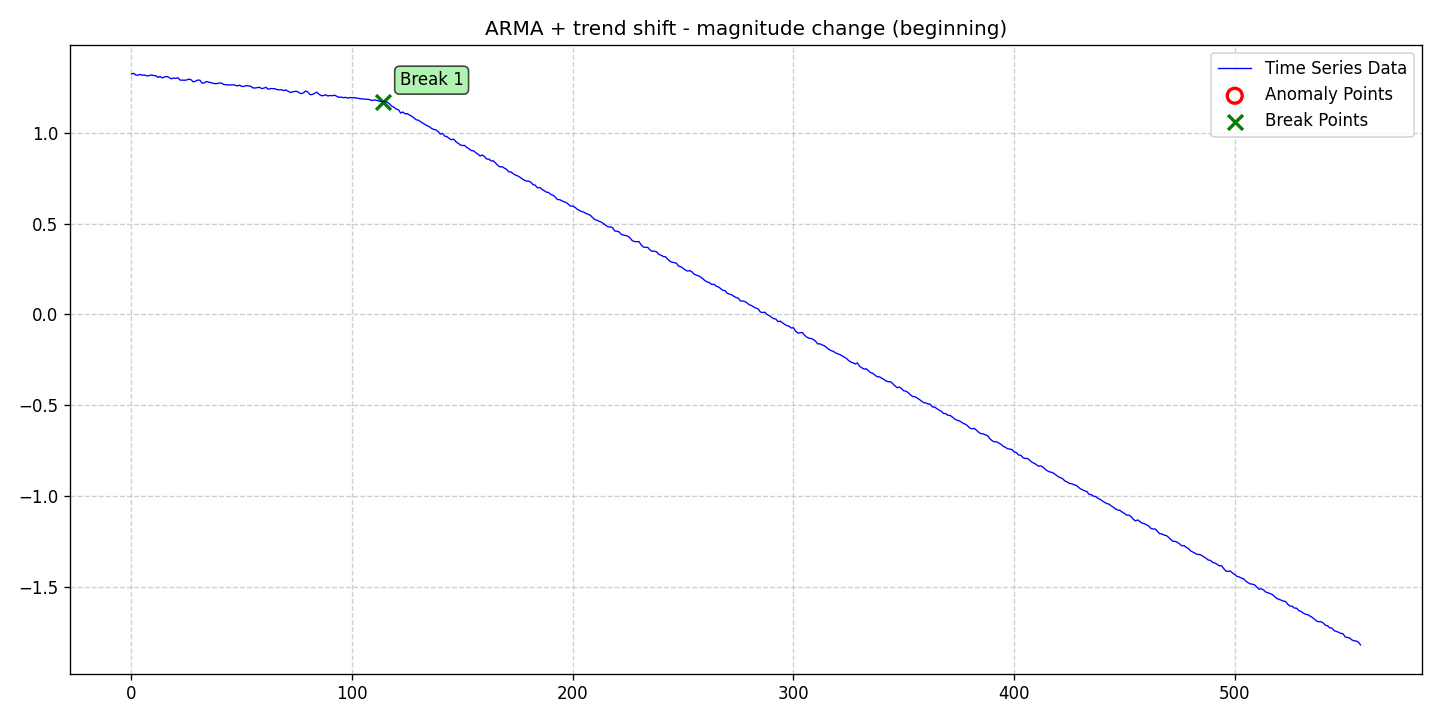 ARMA + trend shift - magnitude change (beginning)
Break 1
Time Series Data
Anomaly Points
Break Points
1.0
0.5
0.0
−0.5
−1.0
−1.5
0
100
200
300
400
500